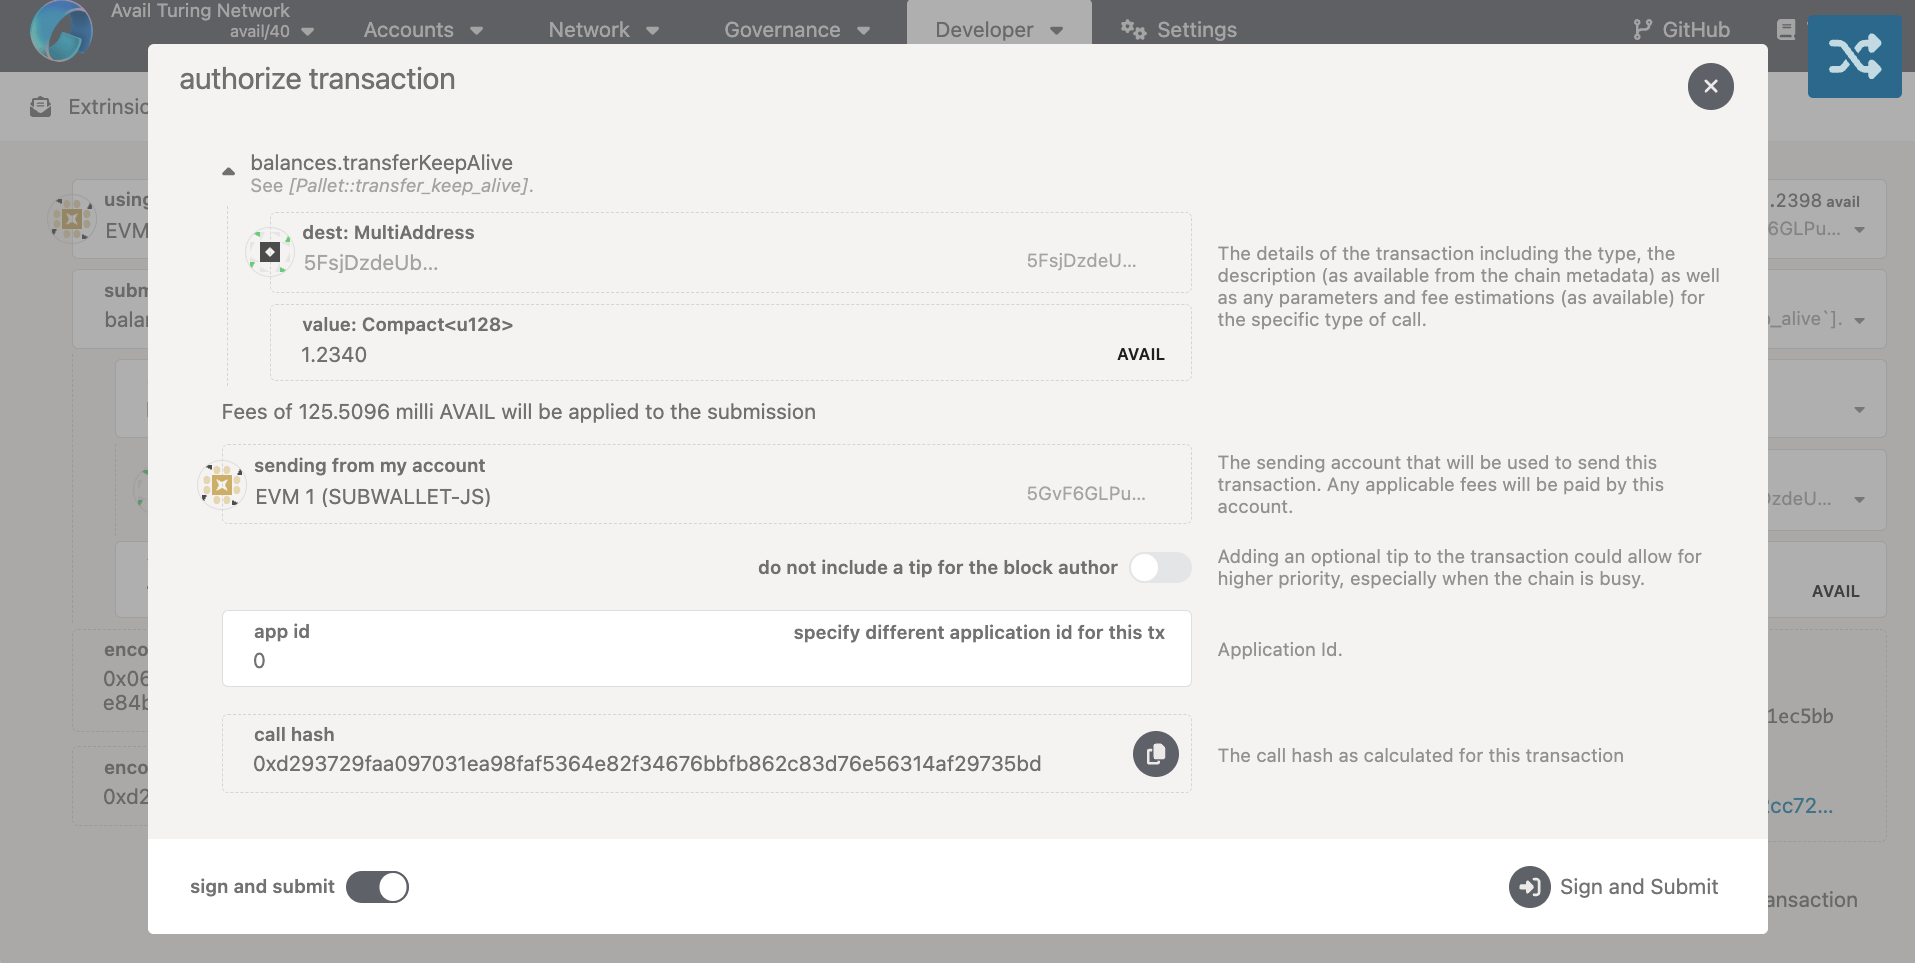 Avail Turing Network
avail/40
Accounts
Network
Governance
Developer
Settings
GitHub
authorize transaction
Extrinsic
balances.transferKeepAlive
See [Pallet::transfer_keep_alive].
using
EVM
.2398 avail
6GLPu...
dest: MultiAddress
5FsjDzdeUb...
5FsjDzdeU...
The details of the transaction including the type, the
description (as available from the chain metadata) as well
as any parameters and fee estimations (as available) for
the specific type of call.
subm
balan
_alive`].
value: Compact<u128>
1.2340
AVAIL
Fees of 125.5096 milli AVAIL will be applied to the submission
sending from my account
EVM 1 (SUBWALLET-JS)
5GvF6GLPu...
The sending account that will be used to send this
transaction. Any applicable fees will be paid by this
account.
zdeU...
do not include a tip for the block author
Adding an optional tip to the transaction could allow for
higher priority, especially when the chain is busy.
AVAIL
app id
specify different application id for this tx
0
Application Id.
enco
0x06
e84b
1ec5bb
call hash
0xd293729faa097031ea98faf5364e82f34676bbfb862c83d76e56314af29735bd
The call hash as calculated for this transaction
enco
0xd2
cc72...
sign and submit
Sign and Submit
ansaction